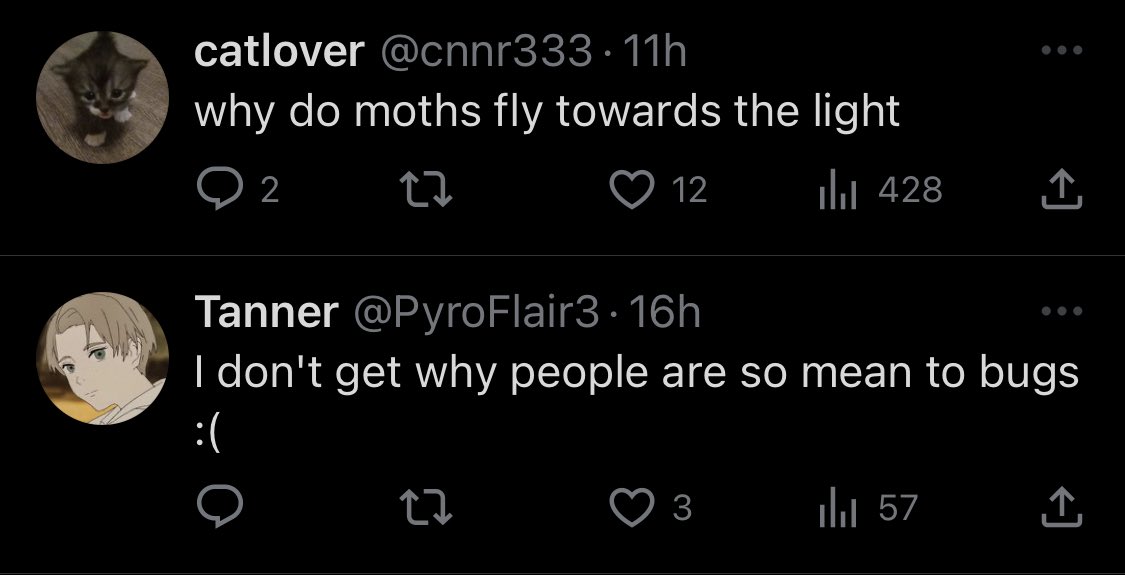 catlover @cnnr333 · 11h
why do moths fly towards the light
2 12 428
Tanner @PyroFlair3 · 16h
I don't get why people are so mean to bugs
:(
3 57